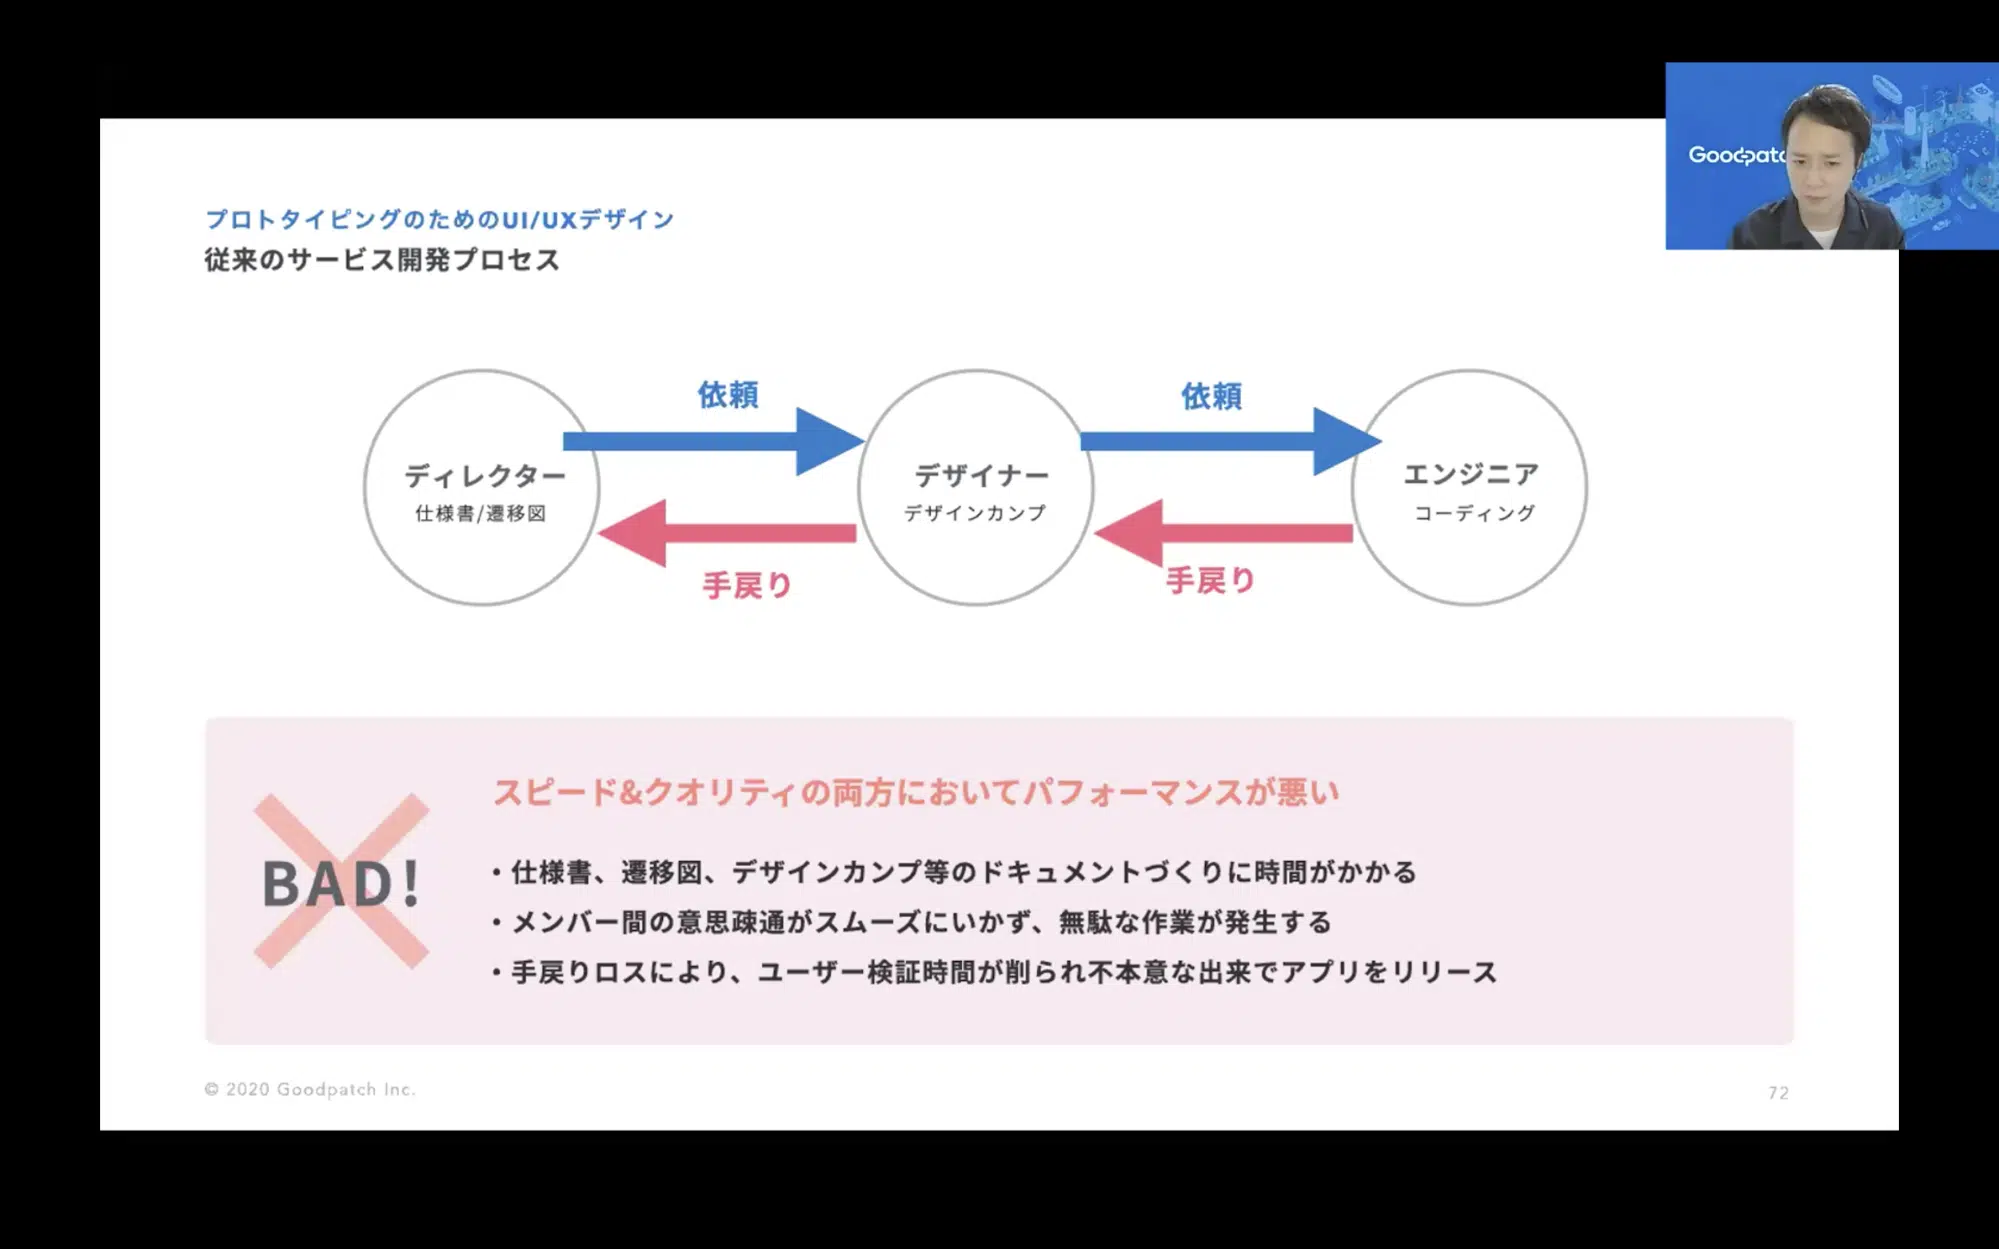 Goodpatc
プロトタイピングのためのUI/UXデザイン
従来のサービス開発プロセス
依頼
依頼
ディレクター
仕様書/遷移図
デザイナー
デザインカンプ
エンジニア
コーディング
手戻り
手戻り
BAD!
スピード&クオリティの両方においてパフォーマンスが悪い
・仕様書、遷移図、デザインカンプ等のドキュメントづくりに時間がかかる
・メンバー間の意思疎通がスムーズにいかず、無駄な作業が発生する
・手戻りロスにより、ユーザー検証時間が削られ不本意な出来でアプリをリリース
© 2020 Goodpatch Inc.
72